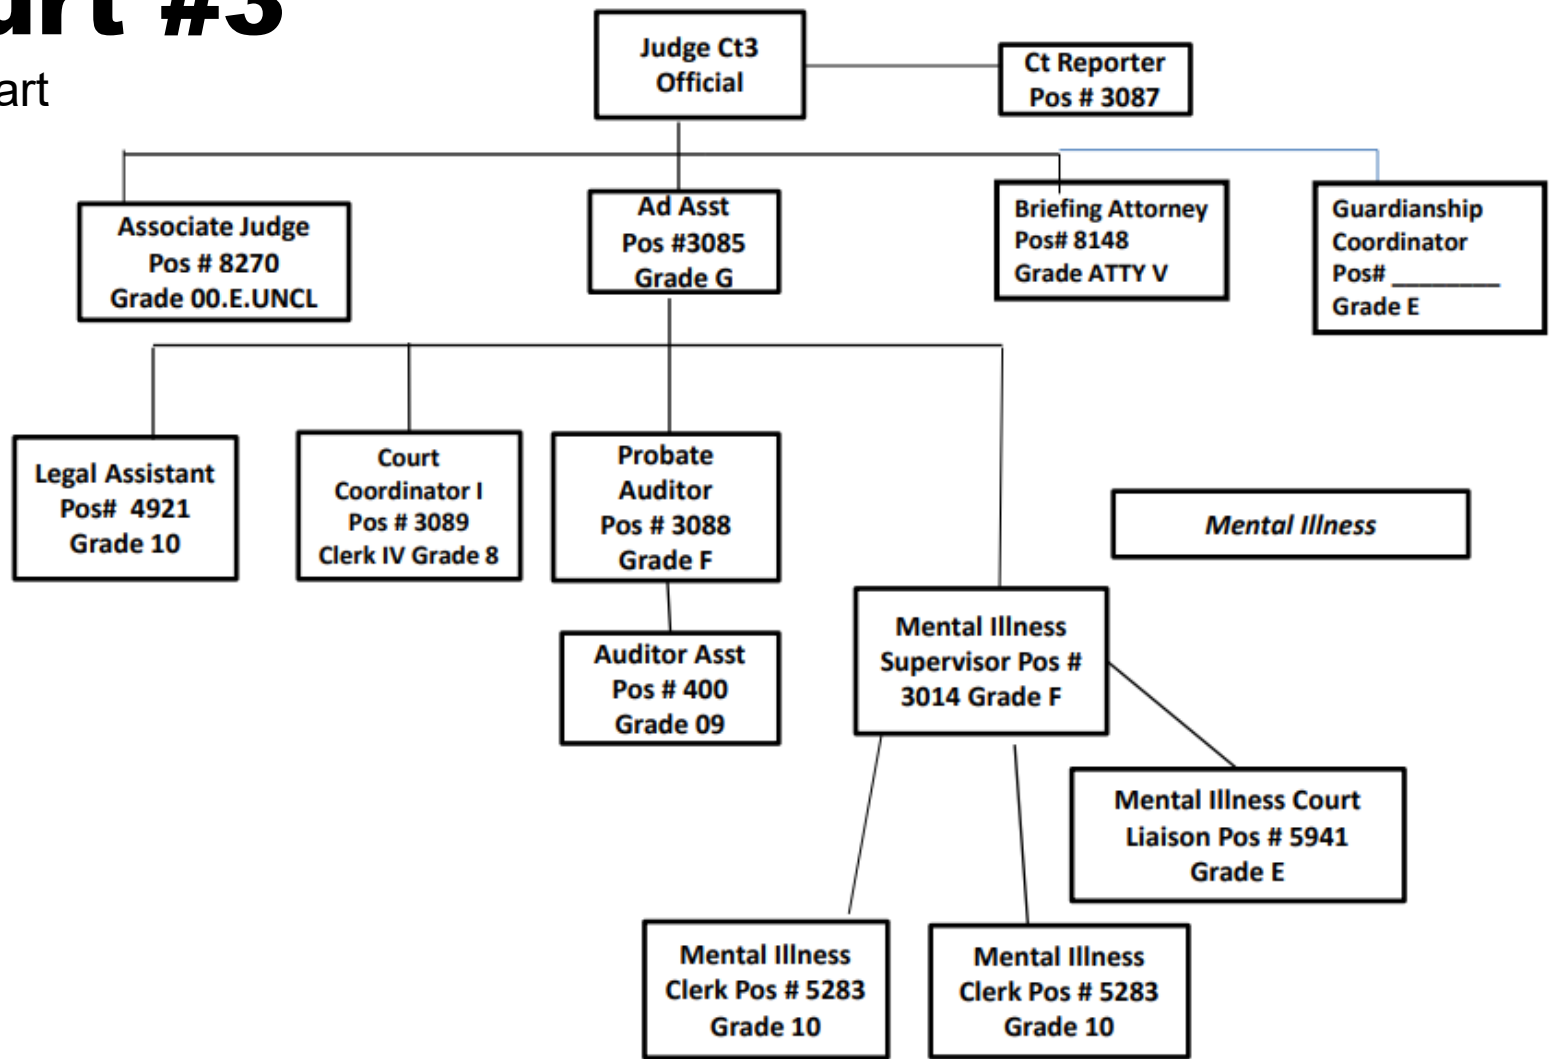 #3
Judge Ct3
Official
Ct Reporter
Pos # 3087
Associate Judge
Pos # 8270
Grade 00.E.UNCL
Ad Asst
Pos #3085
Grade G
Briefing Attorney
Pos# 8148
Grade ATTY V
Guardianship
Coordinator
Pos# ________
Grade E
Legal Assistant
Pos#  4921
Grade 10
Court
Coordinator I
Pos # 3089
Clerk IV Grade 8
Probate
Auditor
Pos # 3088
Grade F
Mental Illness
Auditor Asst
Pos # 400
Grade 09
Mental Illness
Supervisor Pos #
3014 Grade F
Mental Illness Court
Liaison Pos # 5941
Grade E
Mental Illness
Clerk Pos # 5283
Grade 10
Mental Illness
Clerk Pos # 5283
Grade 10